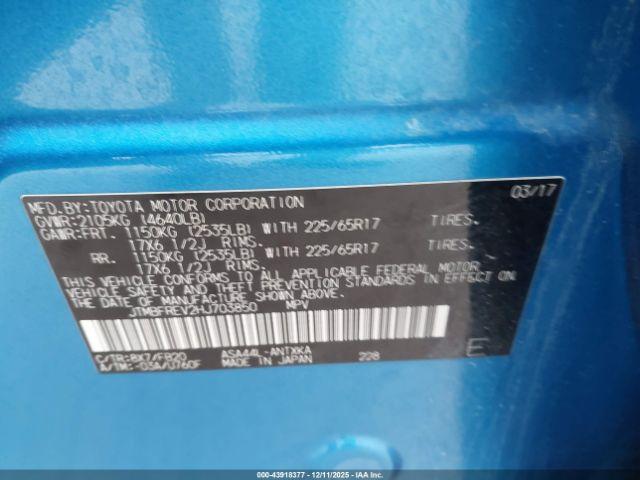 MFD.BY:TOYOTA MOTOR CORPORATION 03/17
GVWR:2105KG (4640LB)
GAWR:FRT. 1150KG (2535LB) WITH 225/65R17 TIRES.
17X6 1/2J RIMS.
RR. 1150KG (2535LB) WITH 225/65R17 TIRES.
17X6 1/2J RIMS.
THIS VEHICLE CONFORMS TO ALL APPLICABLE FEDERAL MOTOR
VEHICLE SAFETY AND THEFT PREVENTION STANDARDS IN EFFECT ON
THE DATE OF MANUFACTURE SHOWN ABOVE.
JTMBFREV2HJ703850 MPV
C/TR:8X7/FB20 ASA44L-ANTXKA 228 E
A/TM:-03A/U760F MADE IN JAPAN
000-43918377 - 12/11/2025 - IAA Inc.